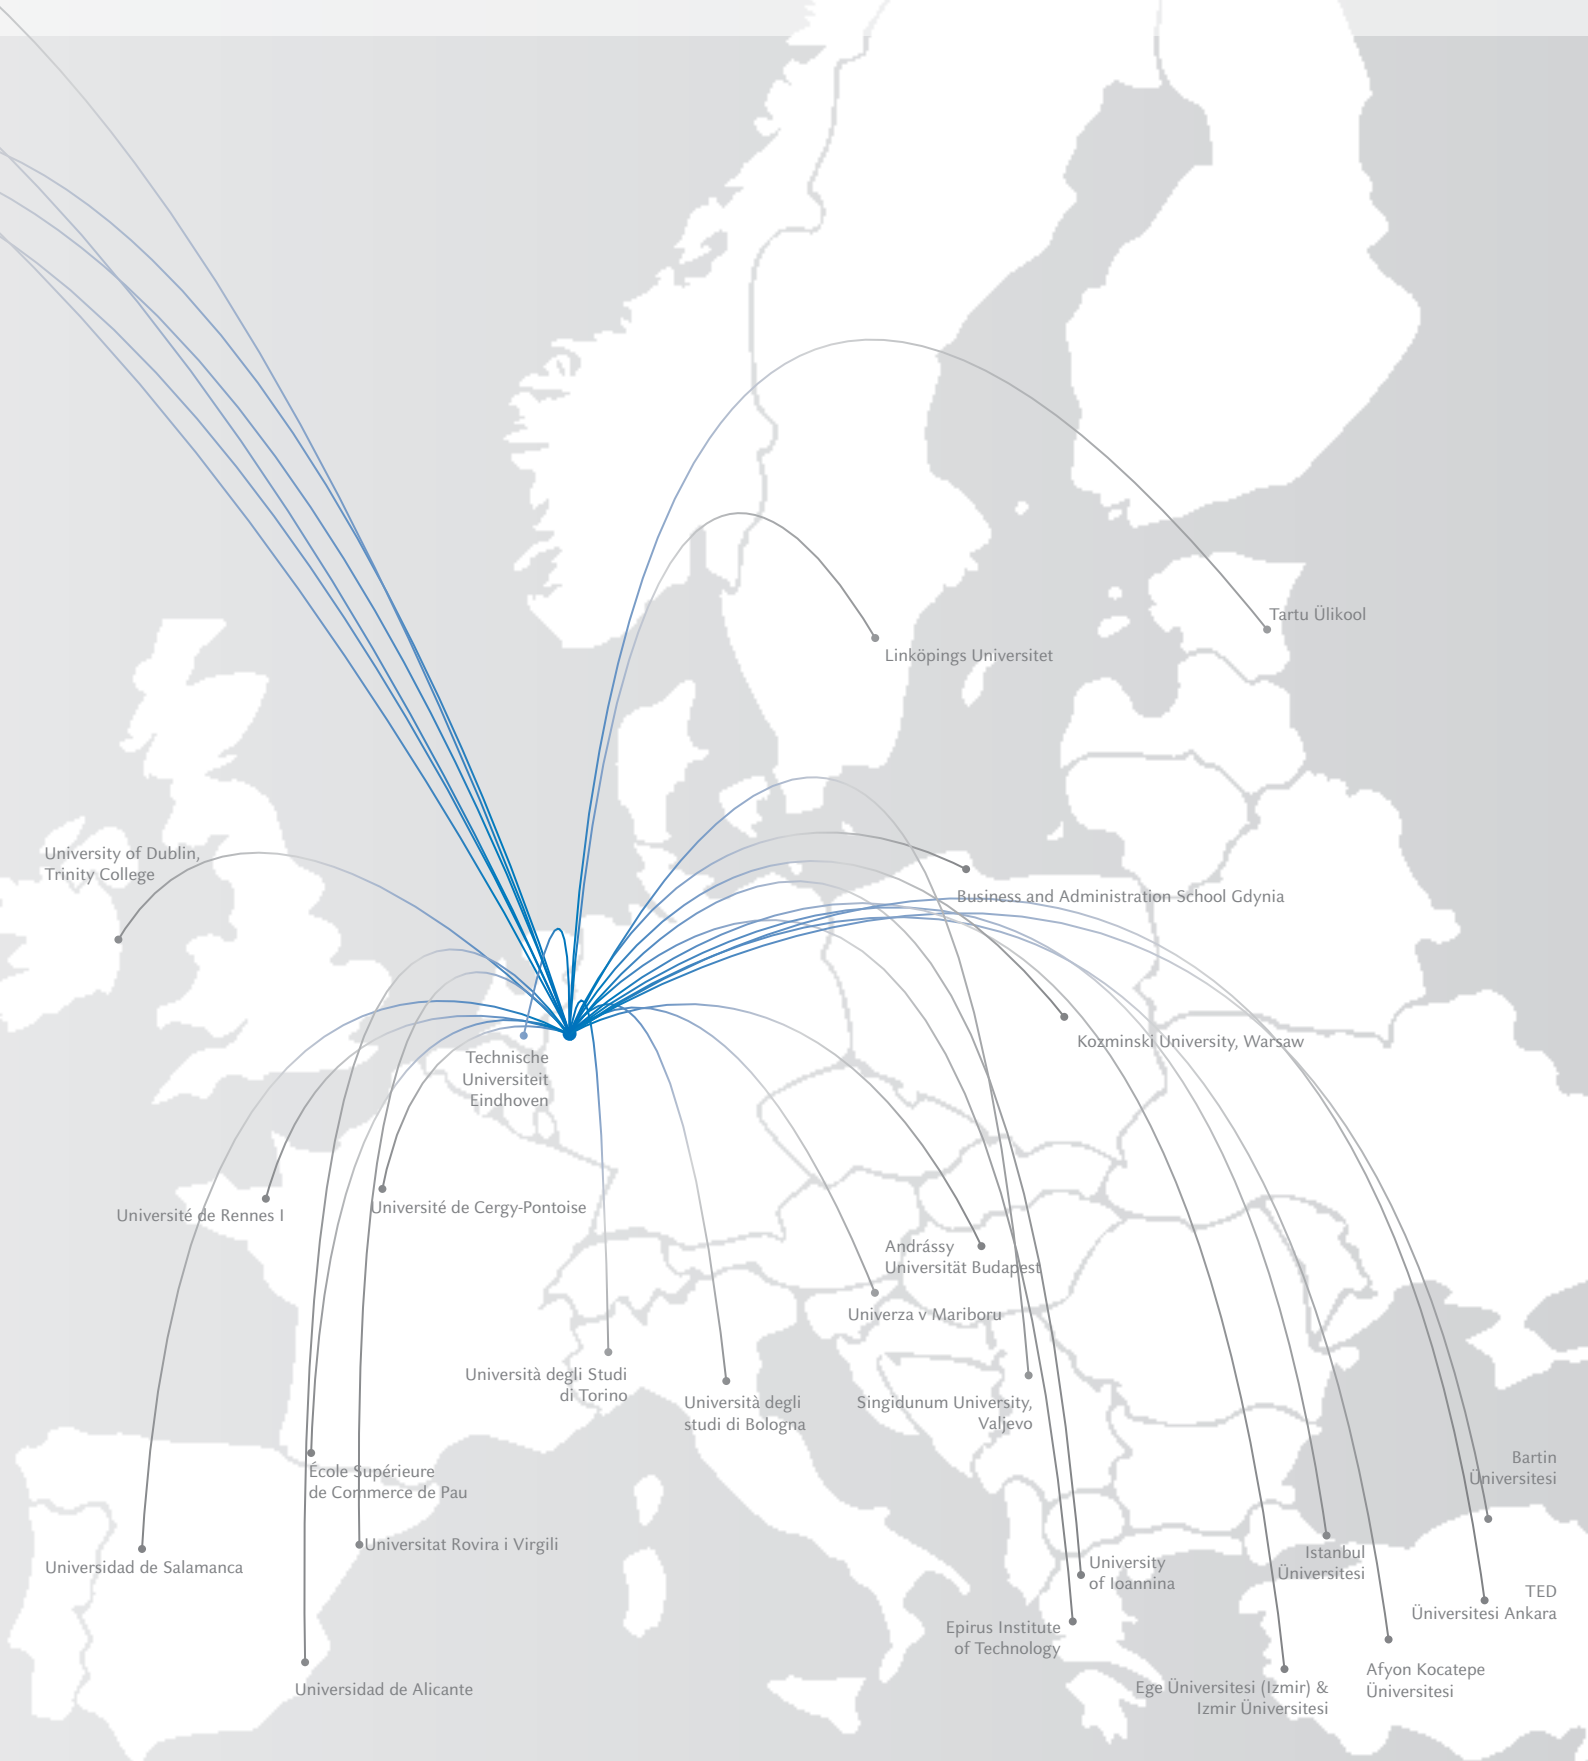 Tartu Ülikool
Linköpings Universitet
University of Dublin,
Trinity College
Business and Administration School Gdynia
Kozminski University, Warsaw
Technische
Universiteit
Eindhoven
Université de Rennes I
Université de Cergy-Pontoise
Andrássy
Universität Budapest
Univerza v Mariboru
Università degli Studi
di Torino
Università degli
studi di Bologna
Singidunum University,
Valjevo
École Supérieure
de Commerce de Pau
Bartin
Üniversitesi
Universidad de Salamanca
Universitat Rovira i Virgili
University
of Ioannina
Istanbul
Üniversitesi
TED
Üniversitesi Ankara
Epirus Institute
of Technology
Universidad de Alicante
Ege Üniversitesi (Izmir) &
Izmir Üniversitesi
Afyon Kocatepe
Üniversitesi